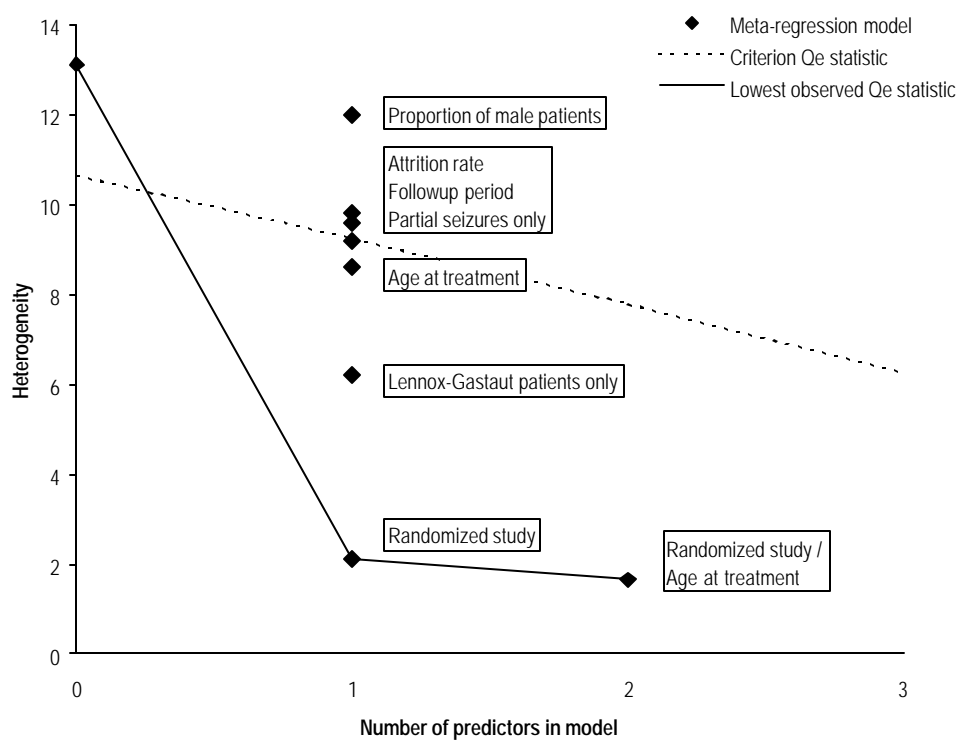 14
Meta-regression model
Criterion Qe statistic
Lowest observed Qe statistic
12
Proportion of male patients
Attrition rate
Followup period
Partial seizures only
10
Age at treatment
8
Heterogeneity
Lennox-Gastaut patients only
6
4
Randomized study
Randomized study /
Age at treatment
2
0
0 1 2 3
Number of predictors in model